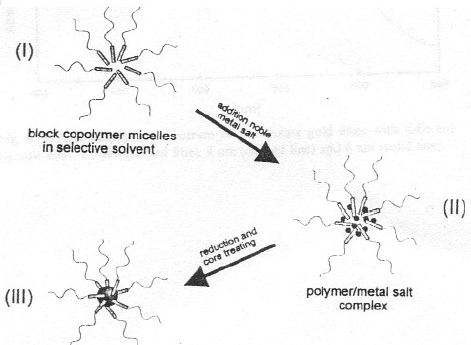 (I)
block copolymer micelles
in selective solvent
addition noble
metal salt
(II)
polymer/metal salt
complex
reduction and
core treating
(III)